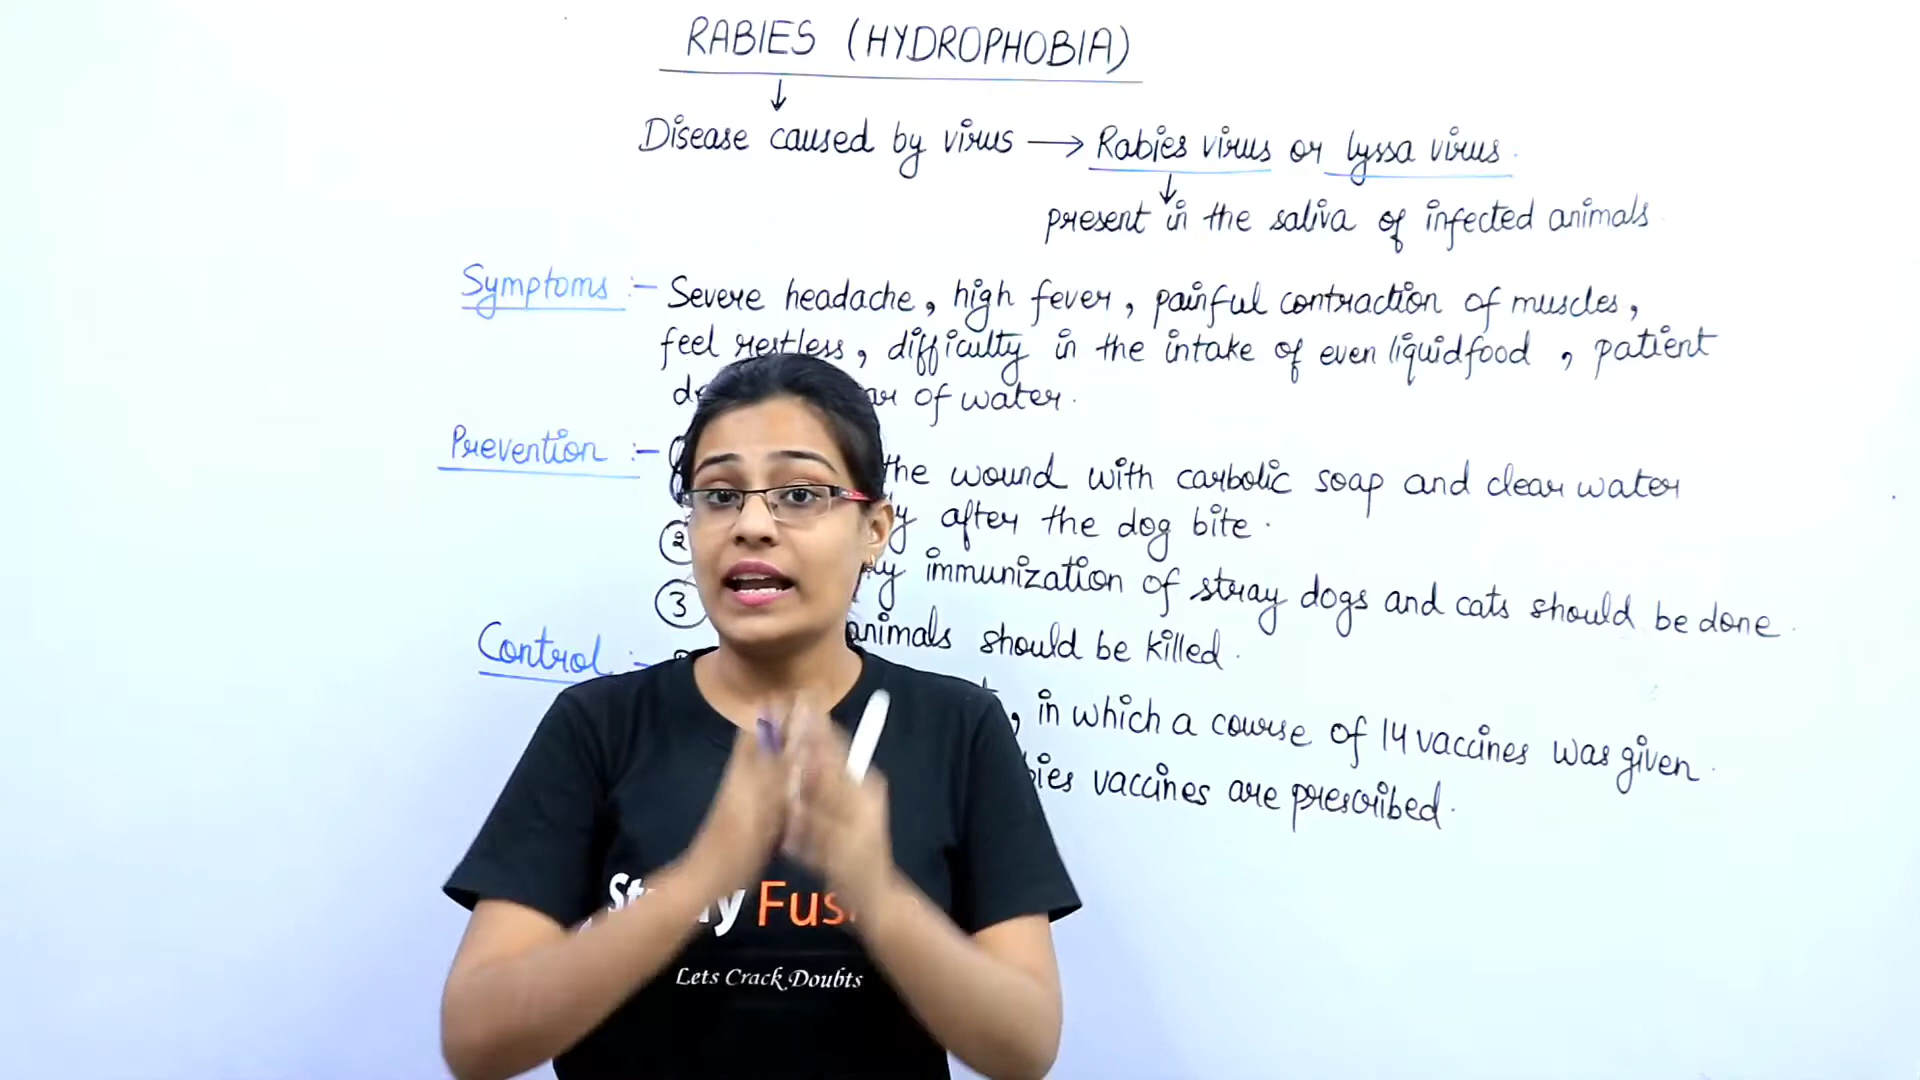 RABIES (HYDROPHOBIA)
Disease caused by virus → Rabies virus or lyssa virus.
present in the saliva of infected animals
Symptoms :- Severe headache, high fever, painful contraction of muscles,
feel restless, difficulty in the intake of even liquid food, patient
of water.
Prevention :-
the wound with carbolic soap and clear water
after the dog bite.
②
immunization of stray dogs and cats should be done.
③
animals should be killed.
Control :-
, in which a course of 14 vaccines was given.
vaccines are prescribed.
Lets Crack Doubts